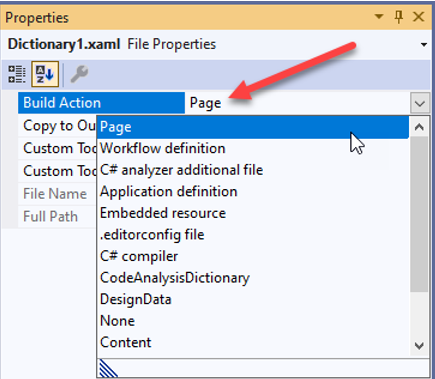 Properties
Dictionary1.xaml File Properties
Build Action Page
Copy to Ou
Custom Too
Custom Too
File Name
Full Path
Page
Workflow definition
C# analyzer additional file
Application definition
Embedded resource
.editorconfig file
C# compiler
CodeAnalysisDictionary
DesignData
None
Content